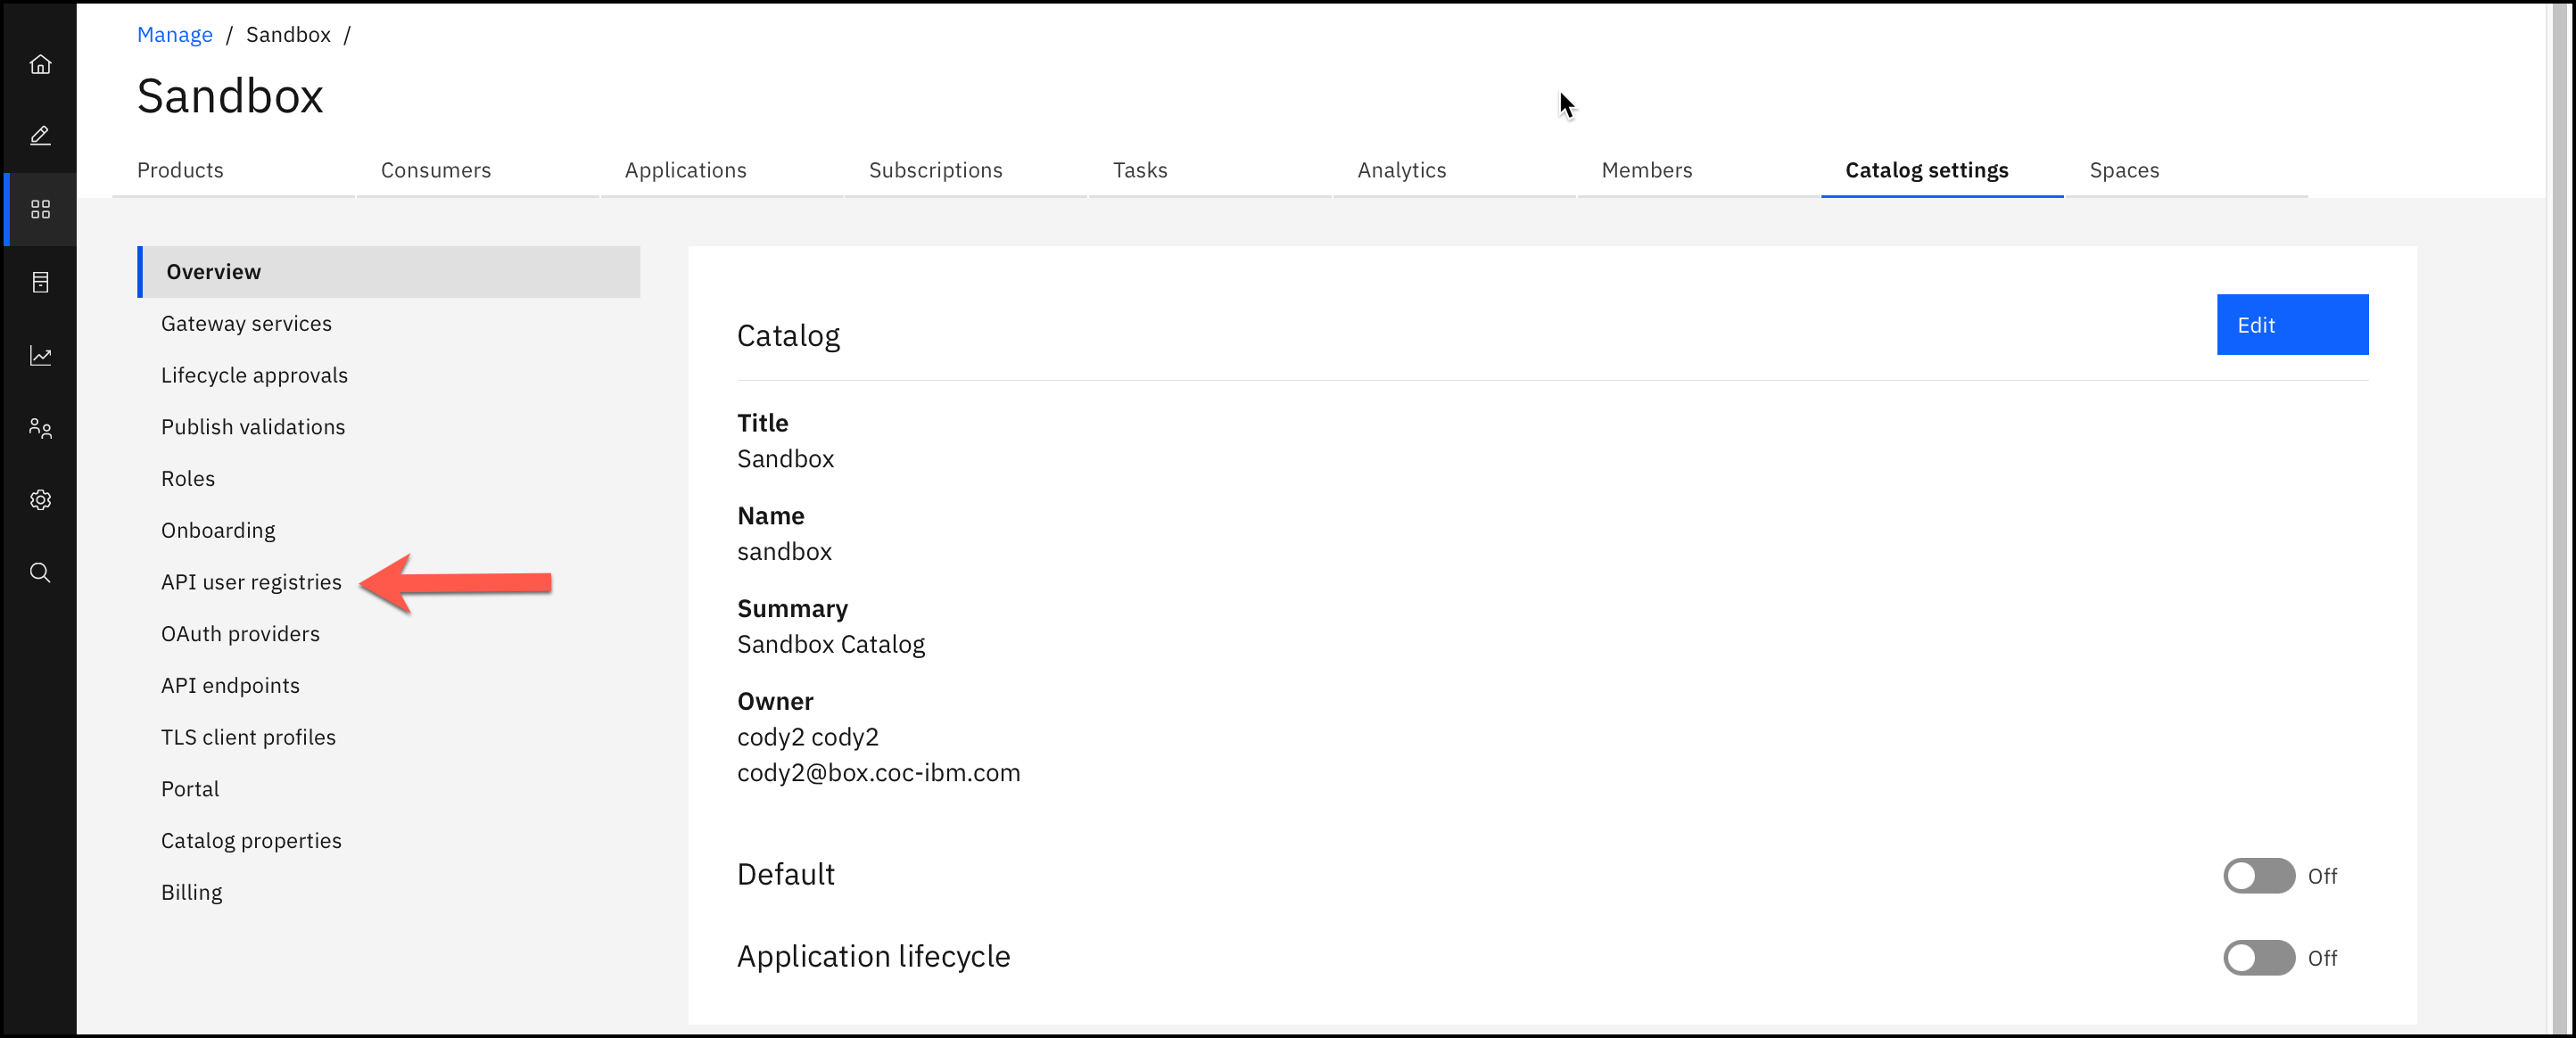 Manage / Sandbox /
Sandbox
Products Consumers Applications Subscriptions Tasks Analytics Members Catalog settings Spaces
Overview
Gateway services
Lifecycle approvals
Publish validations
Roles
Onboarding
API user registries
OAuth providers
API endpoints
TLS client profiles
Portal
Catalog properties
Billing
Catalog
Edit
Title
Sandbox
Name
sandbox
Summary
Sandbox Catalog
Owner
cody2 cody2
cody2@box.coc-ibm.com
Default
Off
Application lifecycle
Off